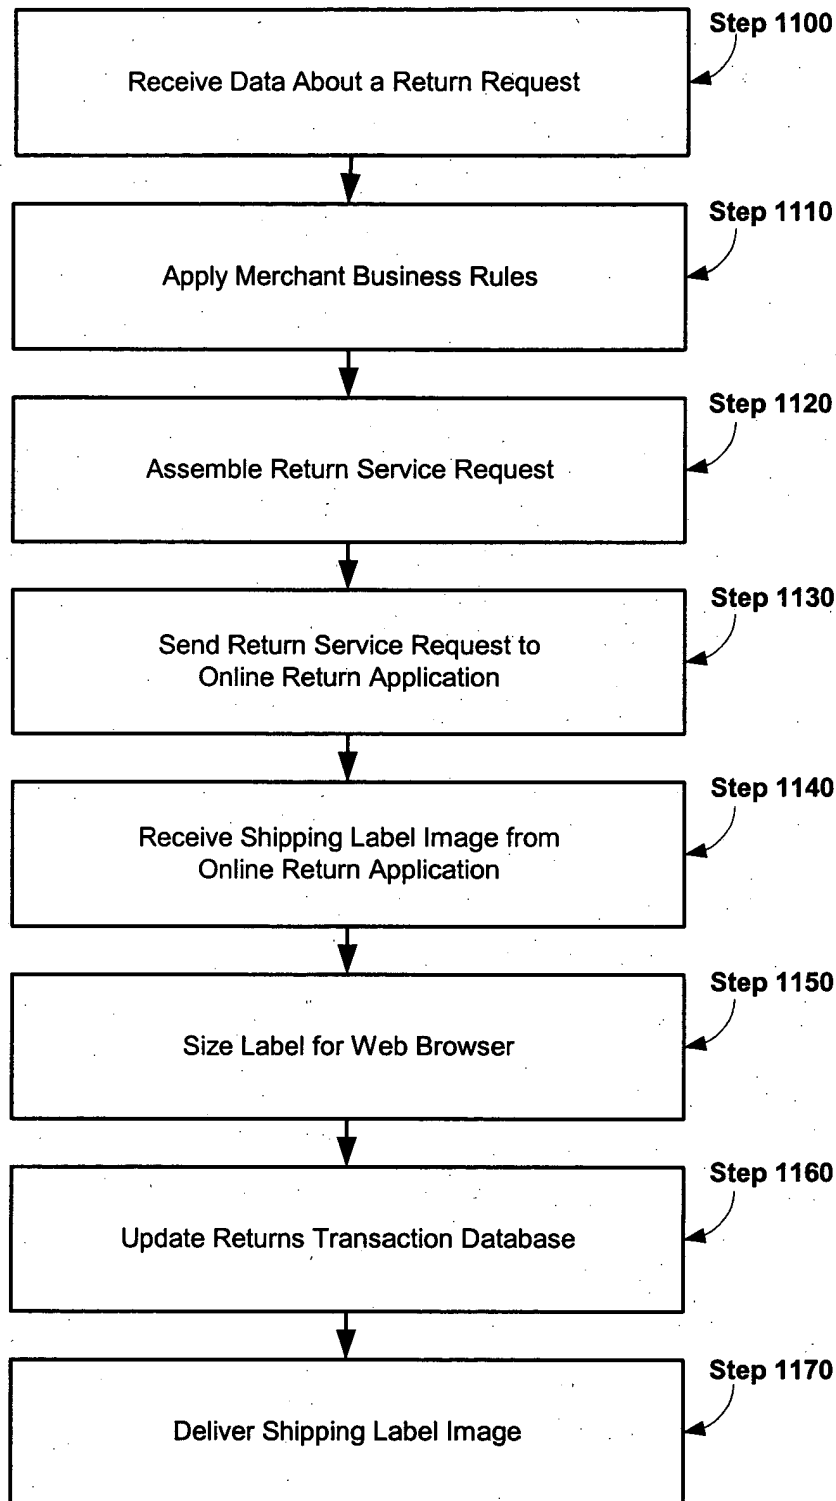 Step 1100
Receive Data About a Return Request
Step 1110
Apply Merchant Business Rules
Step 1120
Assemble Return Service Request
Step 1130
Send Return Service Request to
Online Return Application
Step 1140
Receive Shipping Label Image from
Online Return Application
Step 1150
Size Label for Web Browser
Step 1160
Update Returns Transaction Database
Step 1170
Deliver Shipping Label Image